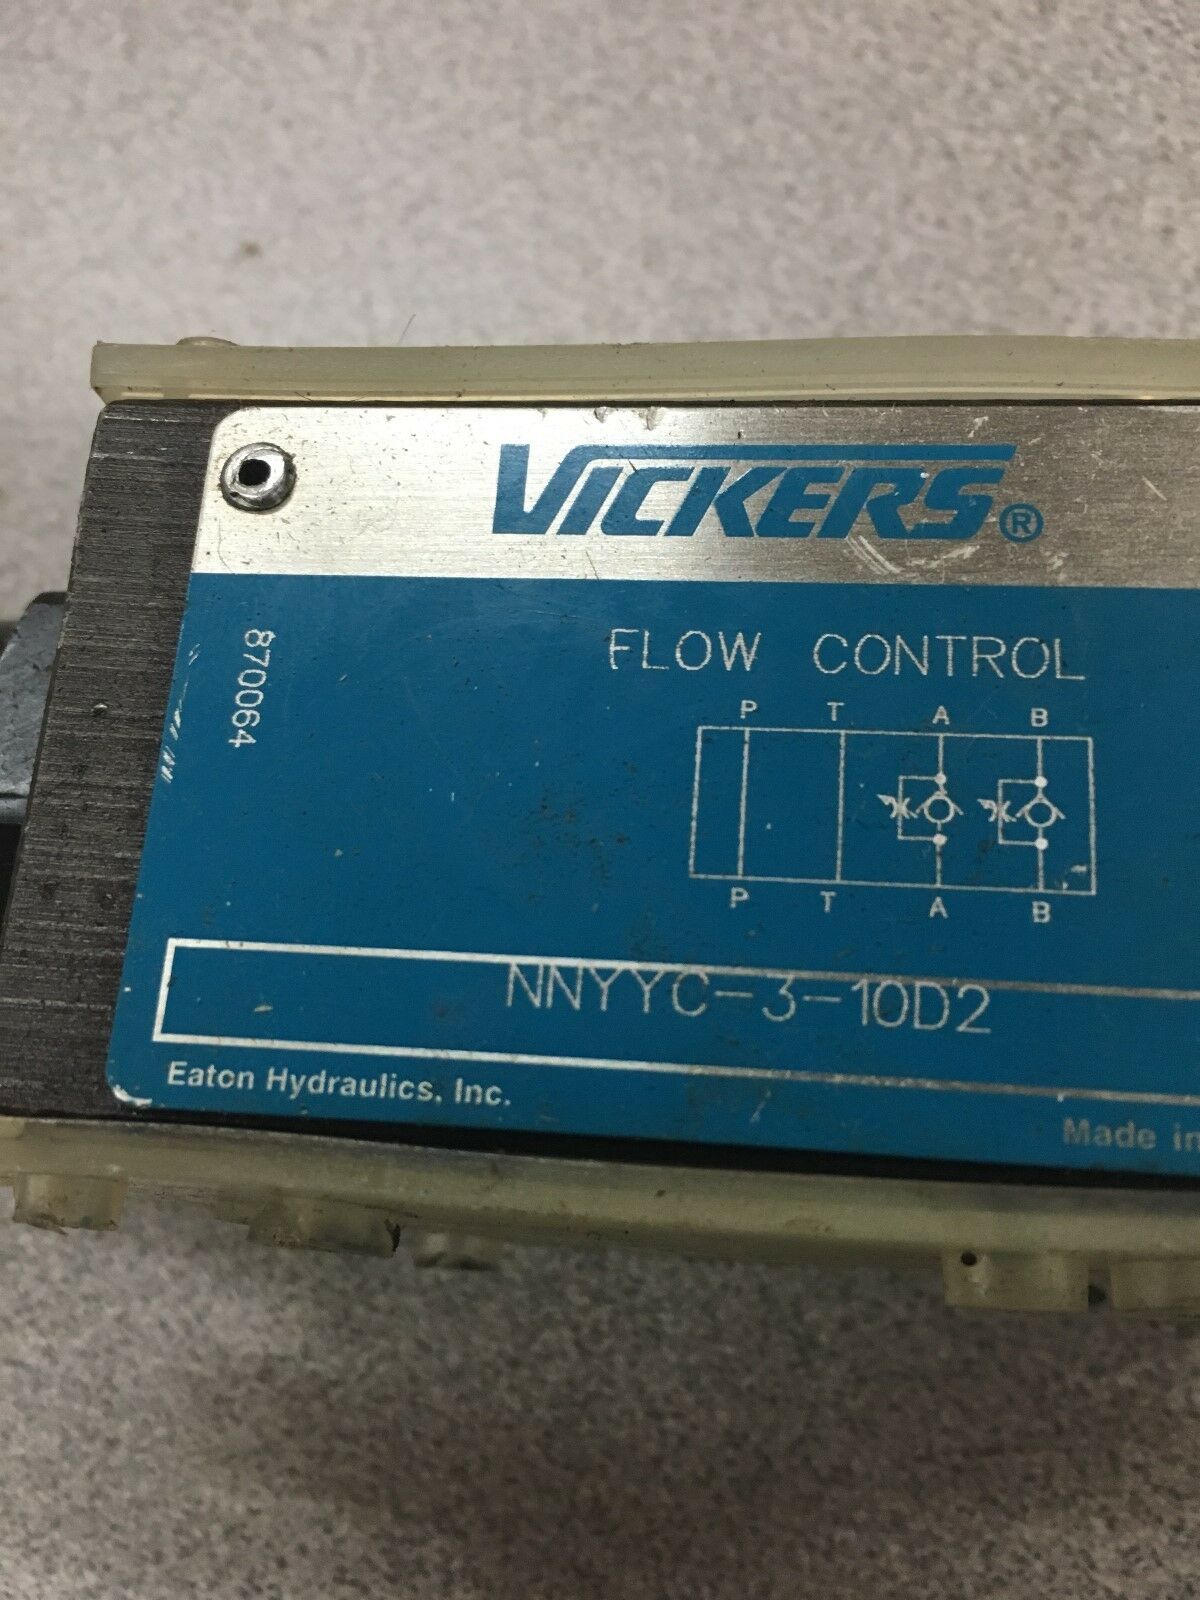 VICKERS®
870064
FLOW CONTROL
P T A B
P T A B
NNYYC-3-10D2
Eaton Hydraulics, Inc.
Made in